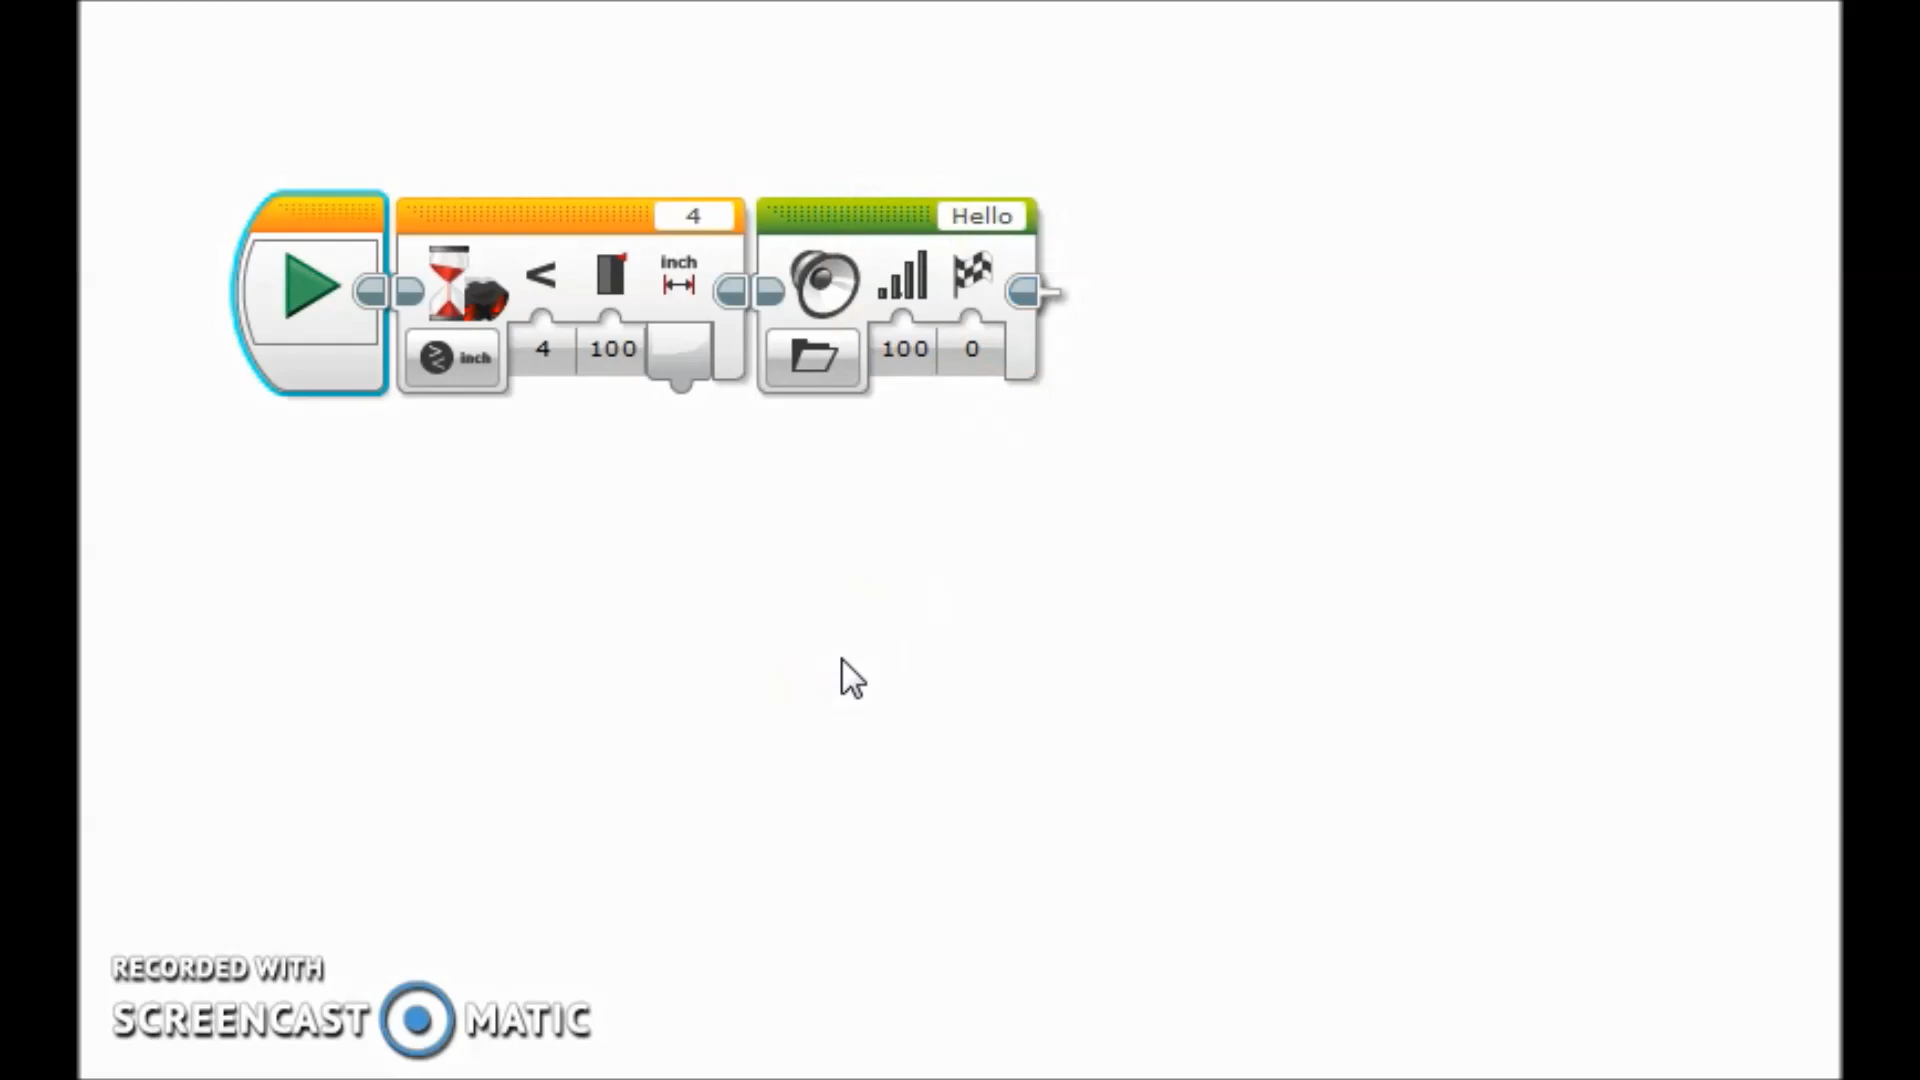 4
Hello
<
inch
inch
4
100
100
0
RECORDED WITH
SCREENCAST MATIC